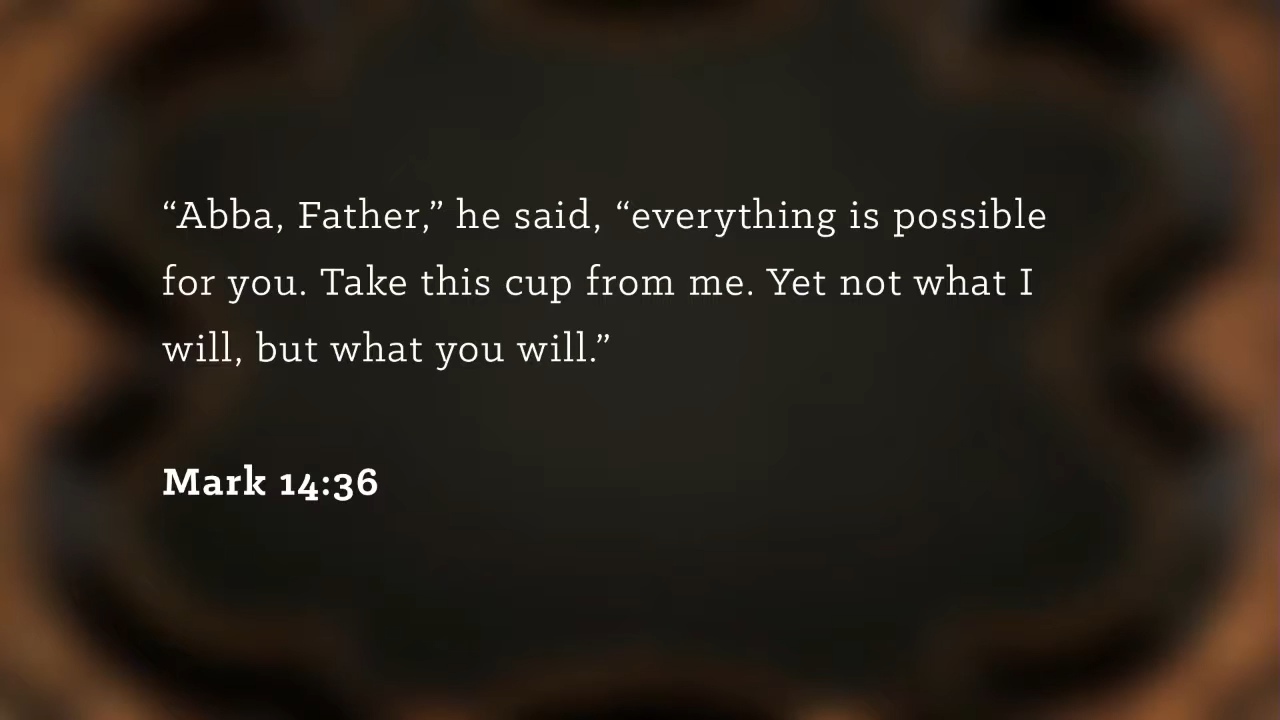 “Abba, Father,” he said, “everything is possible
for you. Take this cup from me. Yet not what I
will, but what you will.”
Mark 14:36